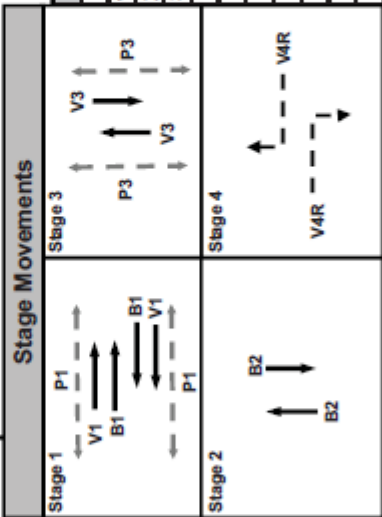 Stage Movements
Stage 1
P1
V1
B1
B1
V1
P1
Stage 3
P3
V3
V3
P3
Stage 2
B2
B2
Stage 4
V4R
V4R